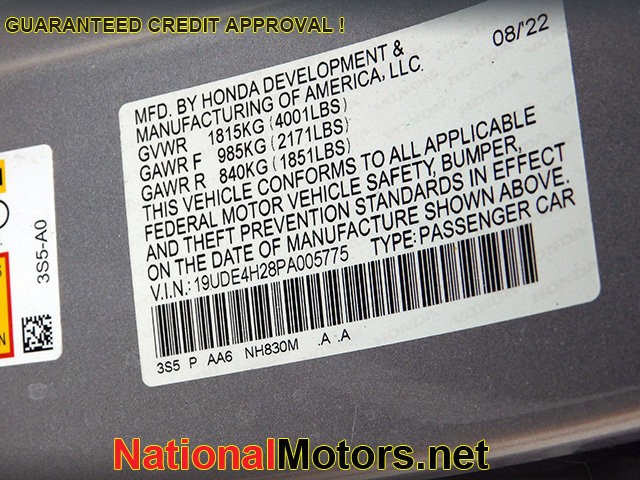 GUARANTEED CREDIT APPROVAL !
08/'22
MFD. BY HONDA DEVELOPMENT &
MANUFACTURING OF AMERICA, LLC.
GVWR 1815KG (4001LBS)
GAWR F 985KG (2171LBS)
GAWR R 840KG (1851LBS)
THIS VEHICLE CONFORMS TO ALL APPLICABLE
FEDERAL MOTOR VEHICLE SAFETY, BUMPER,
AND THEFT PREVENTION STANDARDS IN EFFECT
ON THE DATE OF MANUFACTURE SHOWN ABOVE.
V.I.N.: 19UDE4H28PA005775 TYPE: PASSENGER CAR
3S5 P AA6 NH830M .A .A
3S5-A0
NationalMotors.net